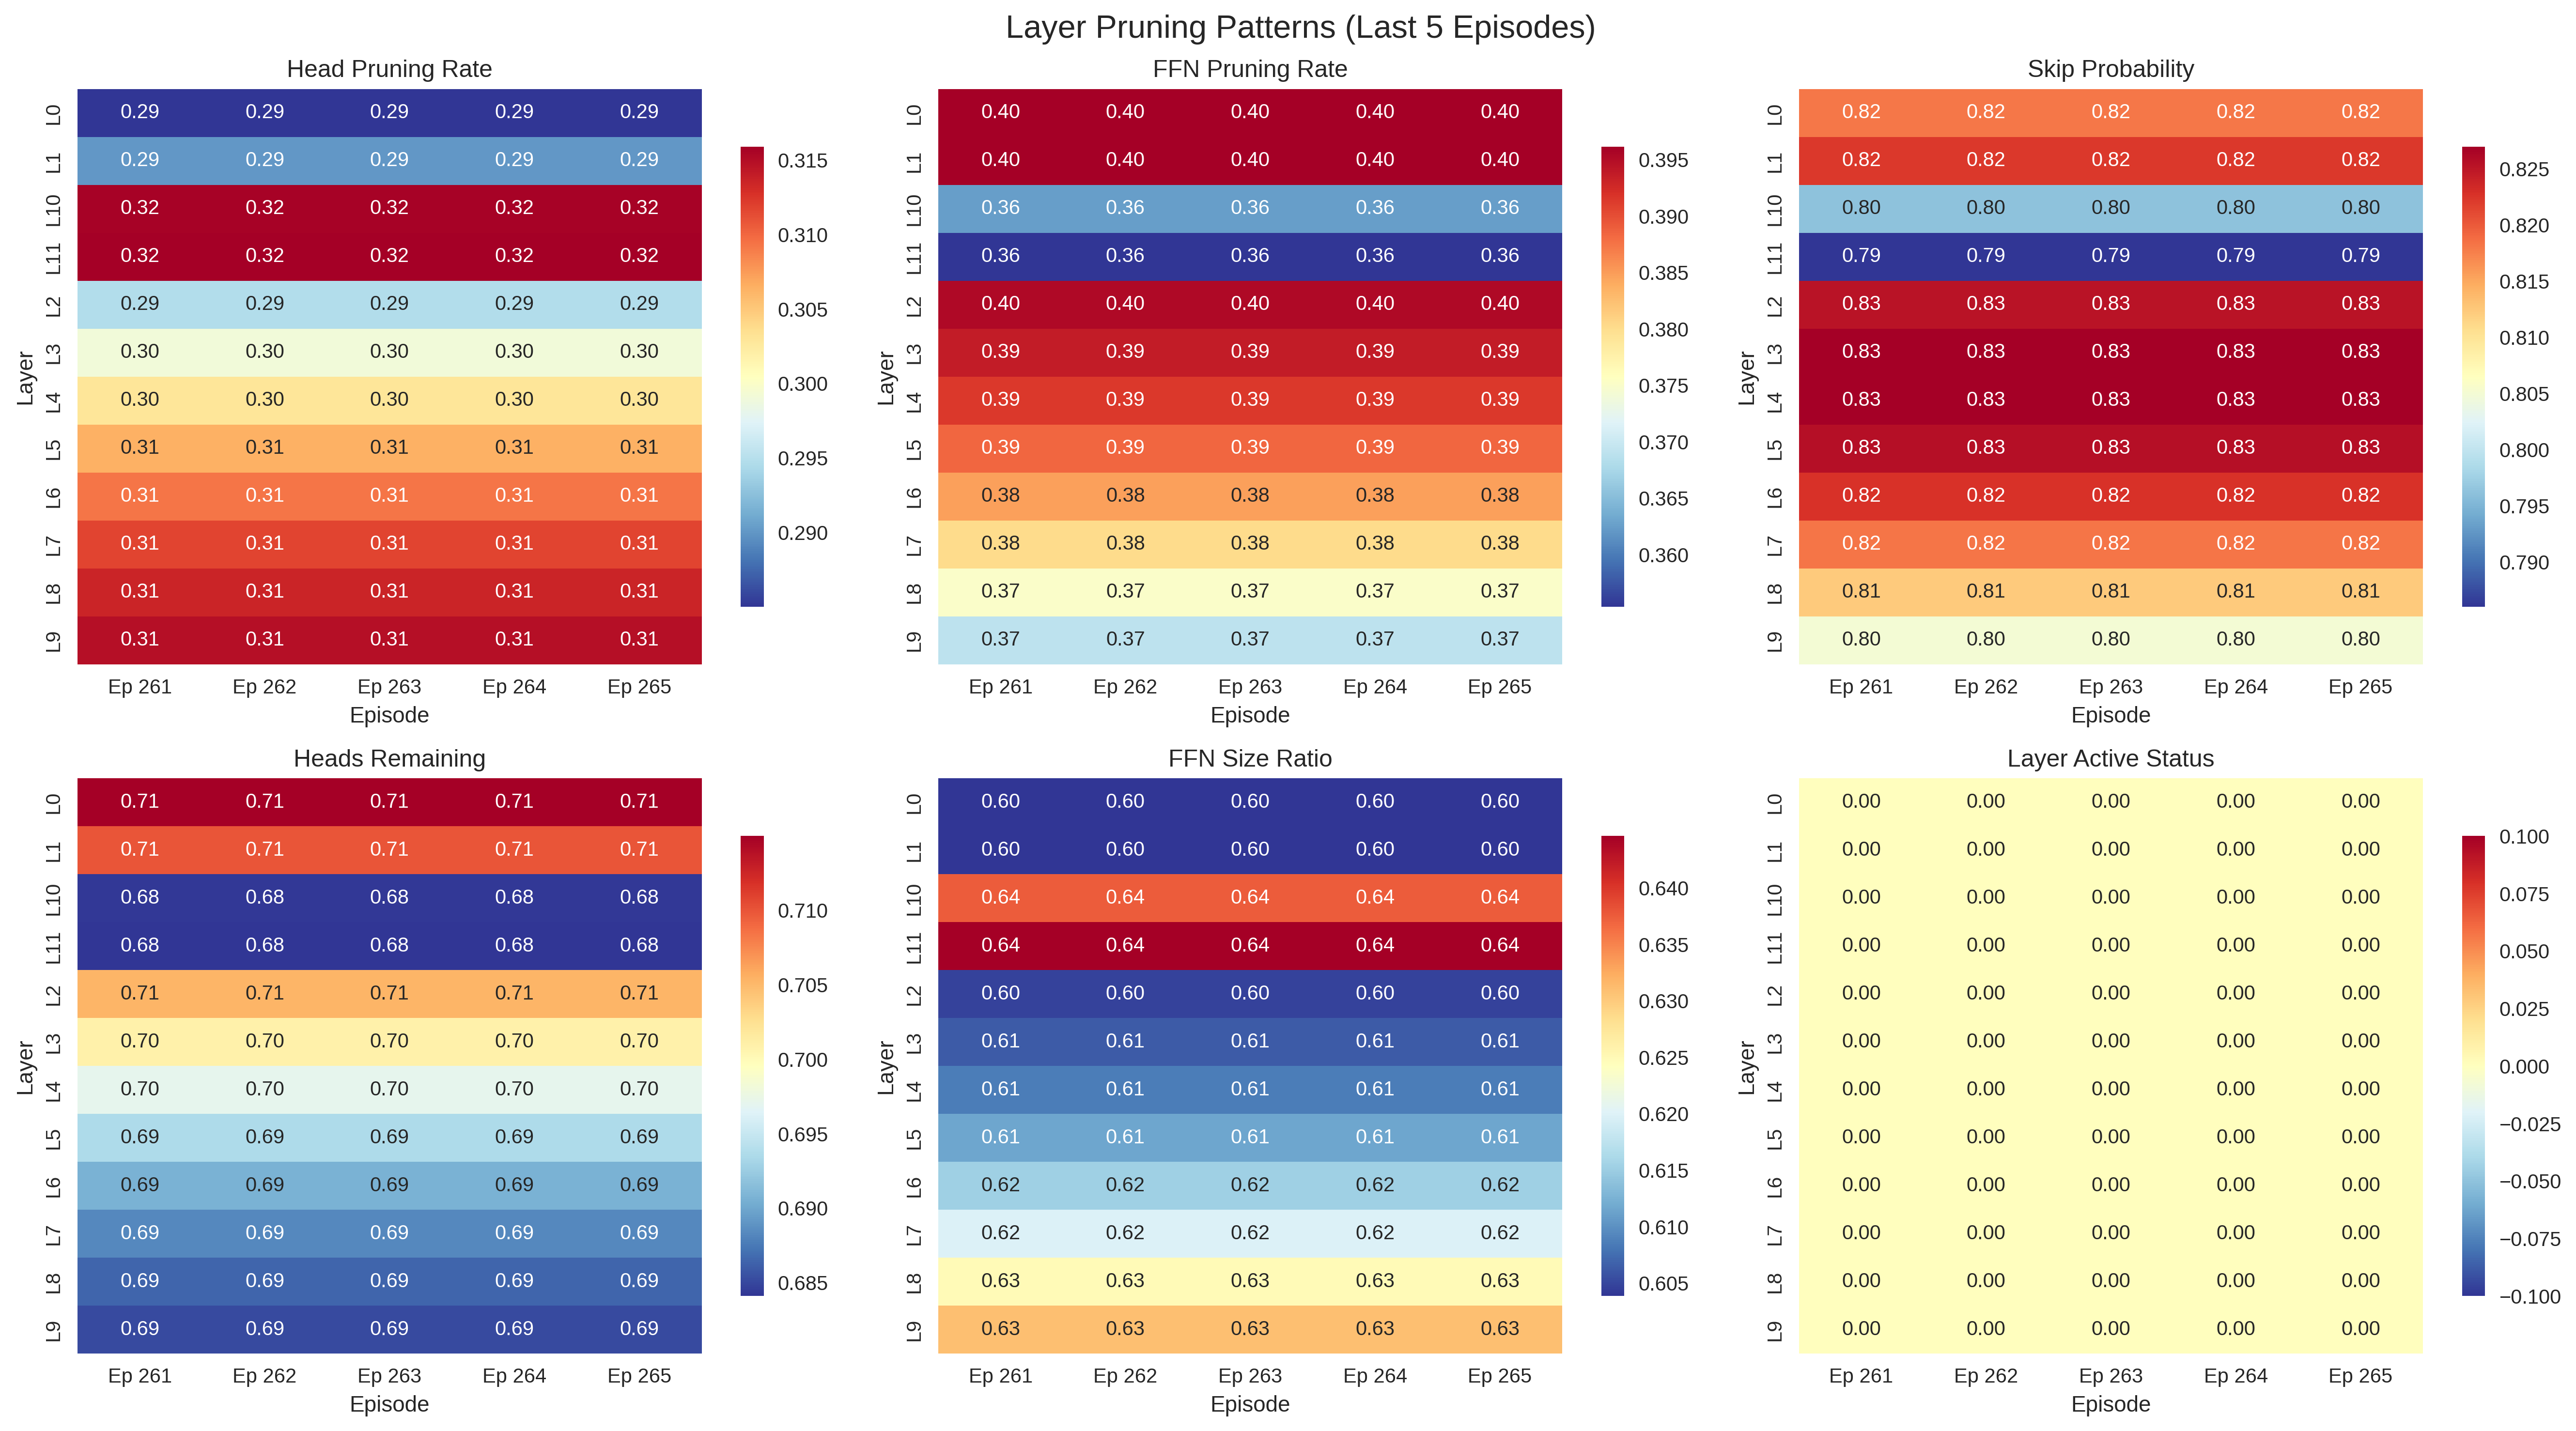 Layer Pruning Patterns (Last 5 Episodes)
Head Pruning Rate
L0 0.29 0.29 0.29 0.29 0.29
L1 0.29 0.29 0.29 0.29 0.29
L10 0.32 0.32 0.32 0.32 0.32
L11 0.32 0.32 0.32 0.32 0.32
L2 0.29 0.29 0.29 0.29 0.29
L3 0.30 0.30 0.30 0.30 0.30
L4 0.30 0.30 0.30 0.30 0.30
L5 0.31 0.31 0.31 0.31 0.31
L6 0.31 0.31 0.31 0.31 0.31
L7 0.31 0.31 0.31 0.31 0.31
L8 0.31 0.31 0.31 0.31 0.31
L9 0.31 0.31 0.31 0.31 0.31
Layer
Ep 261 Ep 262 Ep 263 Ep 264 Ep 265
Episode
0.315
0.310
0.305
0.300
0.295
0.290
FFN Pruning Rate
L0 0.40 0.40 0.40 0.40 0.40
L1 0.40 0.40 0.40 0.40 0.40
L10 0.36 0.36 0.36 0.36 0.36
L11 0.36 0.36 0.36 0.36 0.36
L2 0.40 0.40 0.40 0.40 0.40
L3 0.39 0.39 0.39 0.39 0.39
L4 0.39 0.39 0.39 0.39 0.39
L5 0.39 0.39 0.39 0.39 0.39
L6 0.38 0.38 0.38 0.38 0.38
L7 0.38 0.38 0.38 0.38 0.38
L8 0.37 0.37 0.37 0.37 0.37
L9 0.37 0.37 0.37 0.37 0.37
Layer
Ep 261 Ep 262 Ep 263 Ep 264 Ep 265
Episode
0.395
0.390
0.385
0.380
0.375
0.370
0.365
0.360
Skip Probability
L0 0.82 0.82 0.82 0.82 0.82
L1 0.82 0.82 0.82 0.82 0.82
L10 0.80 0.80 0.80 0.80 0.80
L11 0.79 0.79 0.79 0.79 0.79
L2 0.83 0.83 0.83 0.83 0.83
L3 0.83 0.83 0.83 0.83 0.83
L4 0.83 0.83 0.83 0.83 0.83
L5 0.83 0.83 0.83 0.83 0.83
L6 0.82 0.82 0.82 0.82 0.82
L7 0.82 0.82 0.82 0.82 0.82
L8 0.81 0.81 0.81 0.81 0.81
L9 0.80 0.80 0.80 0.80 0.80
Layer
Ep 261 Ep 262 Ep 263 Ep 264 Ep 265
Episode
0.825
0.820
0.815
0.810
0.805
0.800
0.795
0.790
Heads Remaining
L0 0.71 0.71 0.71 0.71 0.71
L1 0.71 0.71 0.71 0.71 0.71
L10 0.68 0.68 0.68 0.68 0.68
L11 0.68 0.68 0.68 0.68 0.68
L2 0.71 0.71 0.71 0.71 0.71
L3 0.70 0.70 0.70 0.70 0.70
L4 0.70 0.70 0.70 0.70 0.70
L5 0.69 0.69 0.69 0.69 0.69
L6 0.69 0.69 0.69 0.69 0.69
L7 0.69 0.69 0.69 0.69 0.69
L8 0.69 0.69 0.69 0.69 0.69
L9 0.69 0.69 0.69 0.69 0.69
Layer
Ep 261 Ep 262 Ep 263 Ep 264 Ep 265
Episode
0.710
0.705
0.700
0.695
0.690
0.685
FFN Size Ratio
L0 0.60 0.60 0.60 0.60 0.60
L1 0.60 0.60 0.60 0.60 0.60
L10 0.64 0.64 0.64 0.64 0.64
L11 0.64 0.64 0.64 0.64 0.64
L2 0.60 0.60 0.60 0.60 0.60
L3 0.61 0.61 0.61 0.61 0.61
L4 0.61 0.61 0.61 0.61 0.61
L5 0.61 0.61 0.61 0.61 0.61
L6 0.62 0.62 0.62 0.62 0.62
L7 0.62 0.62 0.62 0.62 0.62
L8 0.63 0.63 0.63 0.63 0.63
L9 0.63 0.63 0.63 0.63 0.63
Layer
Ep 261 Ep 262 Ep 263 Ep 264 Ep 265
Episode
0.640
0.635
0.630
0.625
0.620
0.615
0.610
0.605
Layer Active Status
L0 0.00 0.00 0.00 0.00 0.00
L1 0.00 0.00 0.00 0.00 0.00
L10 0.00 0.00 0.00 0.00 0.00
L11 0.00 0.00 0.00 0.00 0.00
L2 0.00 0.00 0.00 0.00 0.00
L3 0.00 0.00 0.00 0.00 0.00
L4 0.00 0.00 0.00 0.00 0.00
L5 0.00 0.00 0.00 0.00 0.00
L6 0.00 0.00 0.00 0.00 0.00
L7 0.00 0.00 0.00 0.00 0.00
L8 0.00 0.00 0.00 0.00 0.00
L9 0.00 0.00 0.00 0.00 0.00
Layer
Ep 261 Ep 262 Ep 263 Ep 264 Ep 265
Episode
0.100
0.075
0.050
0.025
0.000
−0.025
−0.050
−0.075
−0.100